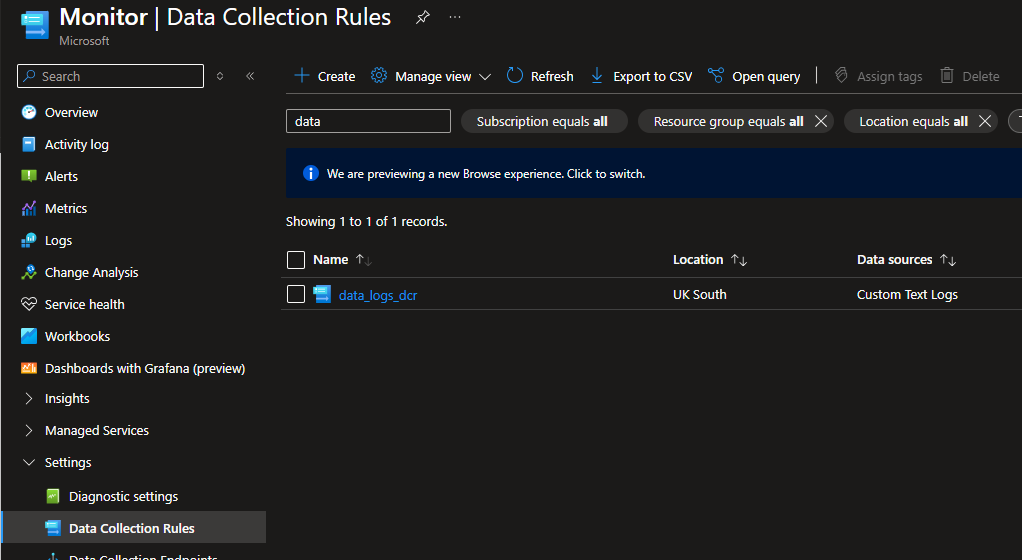 Monitor | Data Collection Rules
Microsoft
Search
Create Manage view Refresh Export to CSV Open query Assign tags Delete
Overview
Activity log
Alerts
Metrics
Logs
Change Analysis
Service health
Workbooks
Dashboards with Grafana (preview)
Insights
Managed Services
Settings
Diagnostic settings
Data Collection Rules
Data Collection Endpoints
data Subscription equals all Resource group equals all Location equals all
We are previewing a new Browse experience. Click to switch.
Showing 1 to 1 of 1 records.
Name Location Data sources
data_logs_dcr UK South Custom Text Logs